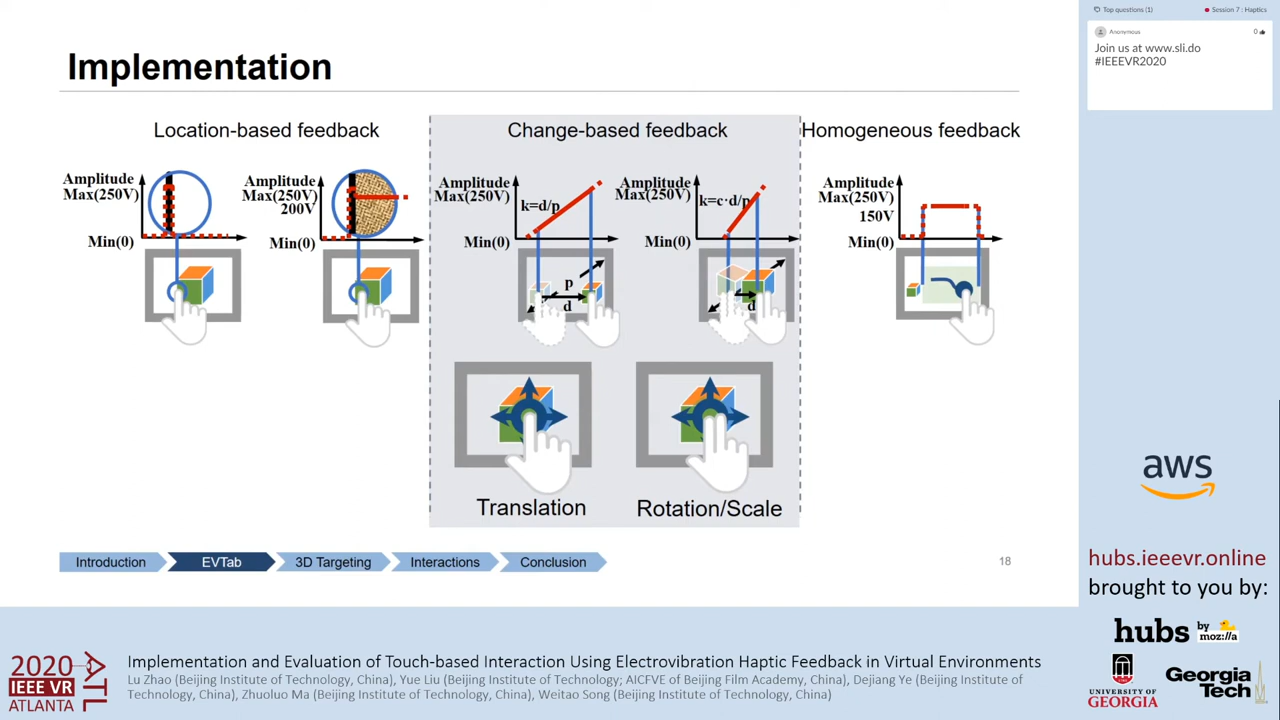 Top questions (1)
Session 7 : Haptics
Anonymous
0
Join us at www.sli.do
#IEEEVR2020
Implementation
Location-based feedback
Change-based feedback
Homogeneous feedback
Amplitude
Max(250V)
Min(0)
Amplitude
Max(250V)
200V
Min(0)
Amplitude
Max(250V)
k=d/p
Min(0)
p
d
Amplitude
Max(250V)
k=c·d/p
Min(0)
d
Amplitude
Max(250V)
150V
Min(0)
Translation
Rotation/Scale
Introduction
EVTab
3D Targeting
Interactions
Conclusion
18
aws
hubs.ieeevr.online
brought to you by:
hubs by moz://a
UNIVERSITY OF
GEORGIA
Georgia
Tech
2020
IEEE VR
ATLANTA
ATL
Implementation and Evaluation of Touch-based Interaction Using Electrovibration Haptic Feedback in Virtual Environments
Lu Zhao (Beijing Institute of Technology, China), Yue Liu (Beijing Institute of Technology, AICFVE of Beijing Film Academy, China), Dejiang Ye (Beijing Institute of
Technology, China), Zhuoluo Ma (Beijing Institute of Technology, China), Weitao Song (Beijing Institute of Technology, China)